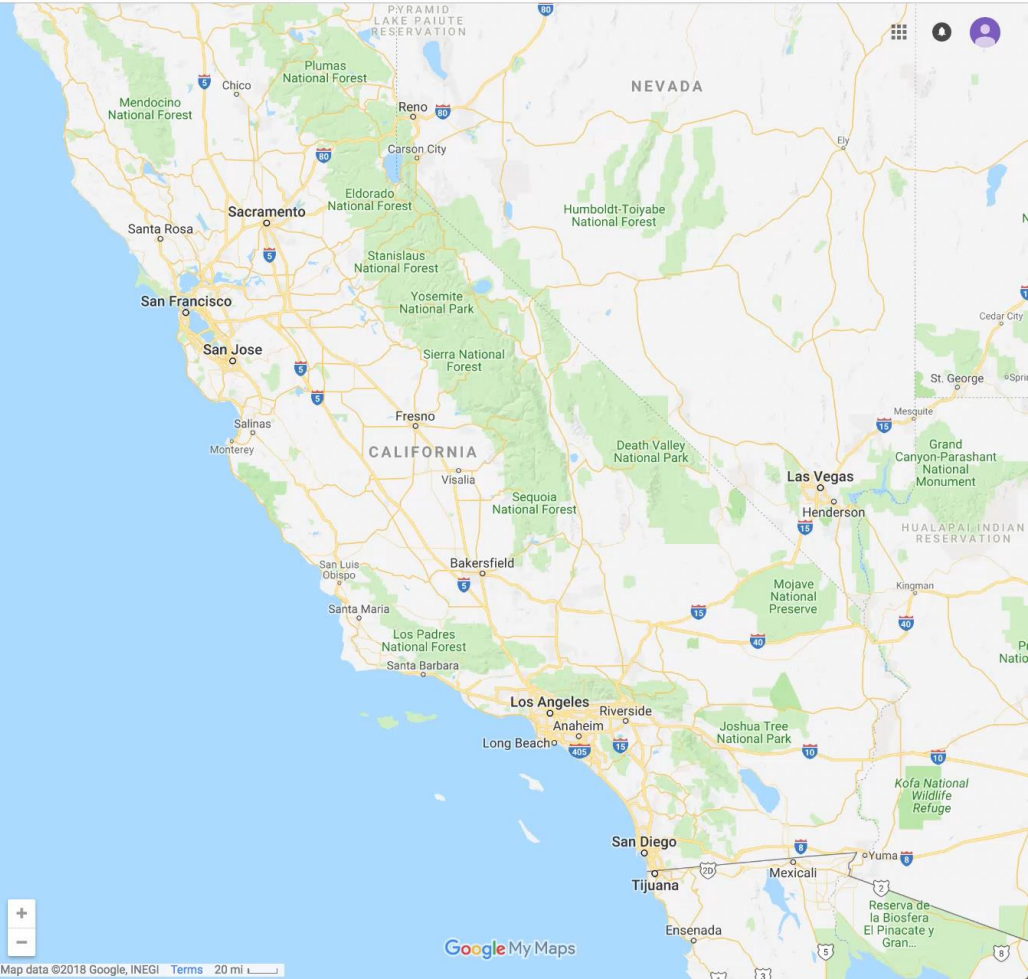 PYRAMID
LAKE PAIUTE
RESERVATION
80
Plumas
National Forest
5
Chico
NEVADA
Mendocino
National Forest
Reno
80
Ely
Carson City
80
Eldorado
National Forest
Humboldt-Toiyabe
National Forest
Sacramento
Santa Rosa
5
Stanislaus
National Forest
San Francisco
Yosemite
National Park
Cedar City
San Jose
Sierra National
Forest
5
5
St. George
Mesquite
Fresno
15
Salinas
Monterey
CALIFORNIA
Death Valley
National Park
Grand
Canyon-Parashant
National
Monument
Visalia
Las Vegas
Sequoia
National Forest
Henderson
15
HUALAPAI INDIAN
RESERVATION
San Luis
Obispo
Bakersfield
5
Mojave
National
Preserve
Kingman
Santa Maria
15
40
40
Los Padres
National Forest
Santa Barbara
Los Angeles
Riverside
Anaheim
Long Beach
405
15
Joshua Tree
National Park
10
10
Kofa National
Wildlife
Refuge
San Diego
8
Yuma
8
2D
Mexicali
Tijuana
2
Reserva de
la Biosfera
El Pinacate y
Gran...
Ensenada
5
8
3
+
−
Google My Maps
Map data ©2018 Google, INEGI Terms 20 mi